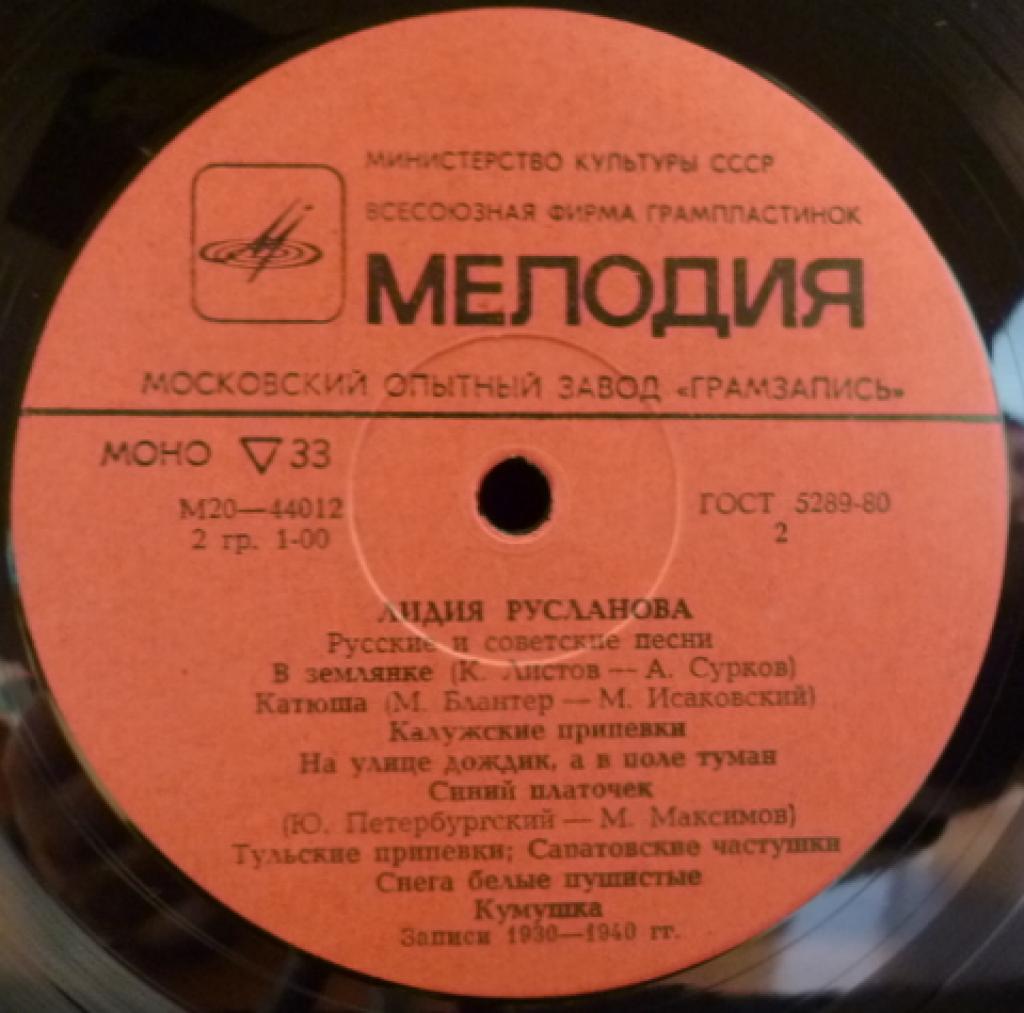 МИНИСТЕРСТВО КУЛЬТУРЫ СССР
ВСЕСОЮЗНАЯ ФИРМА ГРАМПЛАСТИНОК
МЕЛОДИЯ
МОСКОВСКИЙ ОПЫТНЫЙ ЗАВОД «ГРАМЗАПИСЬ»
МОНО ▽ 33
М20—44012
2 гр. 1-00
ГОСТ 5289-80
2
ЛИДИЯ РУСЛАНОВА
Русские и советские песни
В землянке (К. Листов — А. Сурков)
Катюша (М. Блантер — М. Исаковский)
Калужские припевки
На улице дождик, а в поле туман
Синий платочек
(Ю. Петербургский — М. Максимов)
Тульские припевки; Саратовские частушки
Снега белые пушистые
Кумушка
Записи 1930—1940 гг.